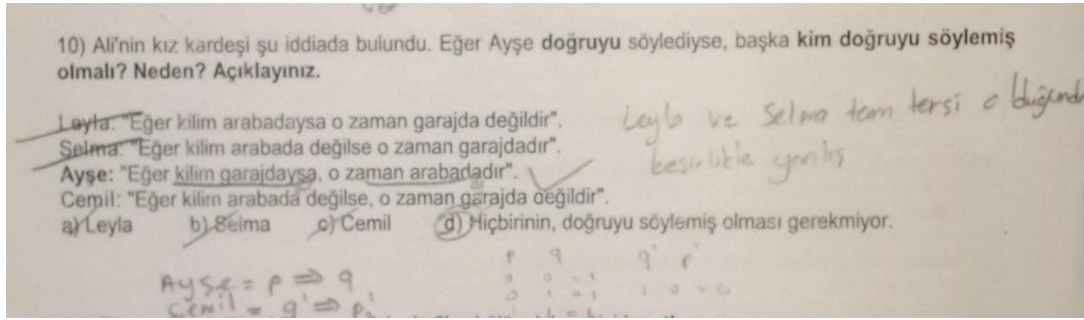 10) Ali'nin kız kardeşi şu iddiada bulundu. Eğer Ayşe doğruyu söylediyse, başka kim doğruyu söylemiş
olmalı? Neden? Açıklayınız.
Leyla: "Eğer kilim arabadaysa o zaman garajda değildir".
Selma: "Eğer kilim arabada değilse o zaman garajdadır".
Ayşe: "Eğer kilim garajdaysa, o zaman arabadadır".
Cemil: "Eğer kilim arabada değilse, o zaman garajda değildir".
a) Leyla b) Selma c) Cemil d) Hiçbirinin, doğruyu söylemiş olması gerekmiyor.
Leyla ve Selma tam tersi olduğund
kesinlikle yanlış
Ayşe = p ⇒ q
Cemil = q' ⇒ p'
p q q' p'